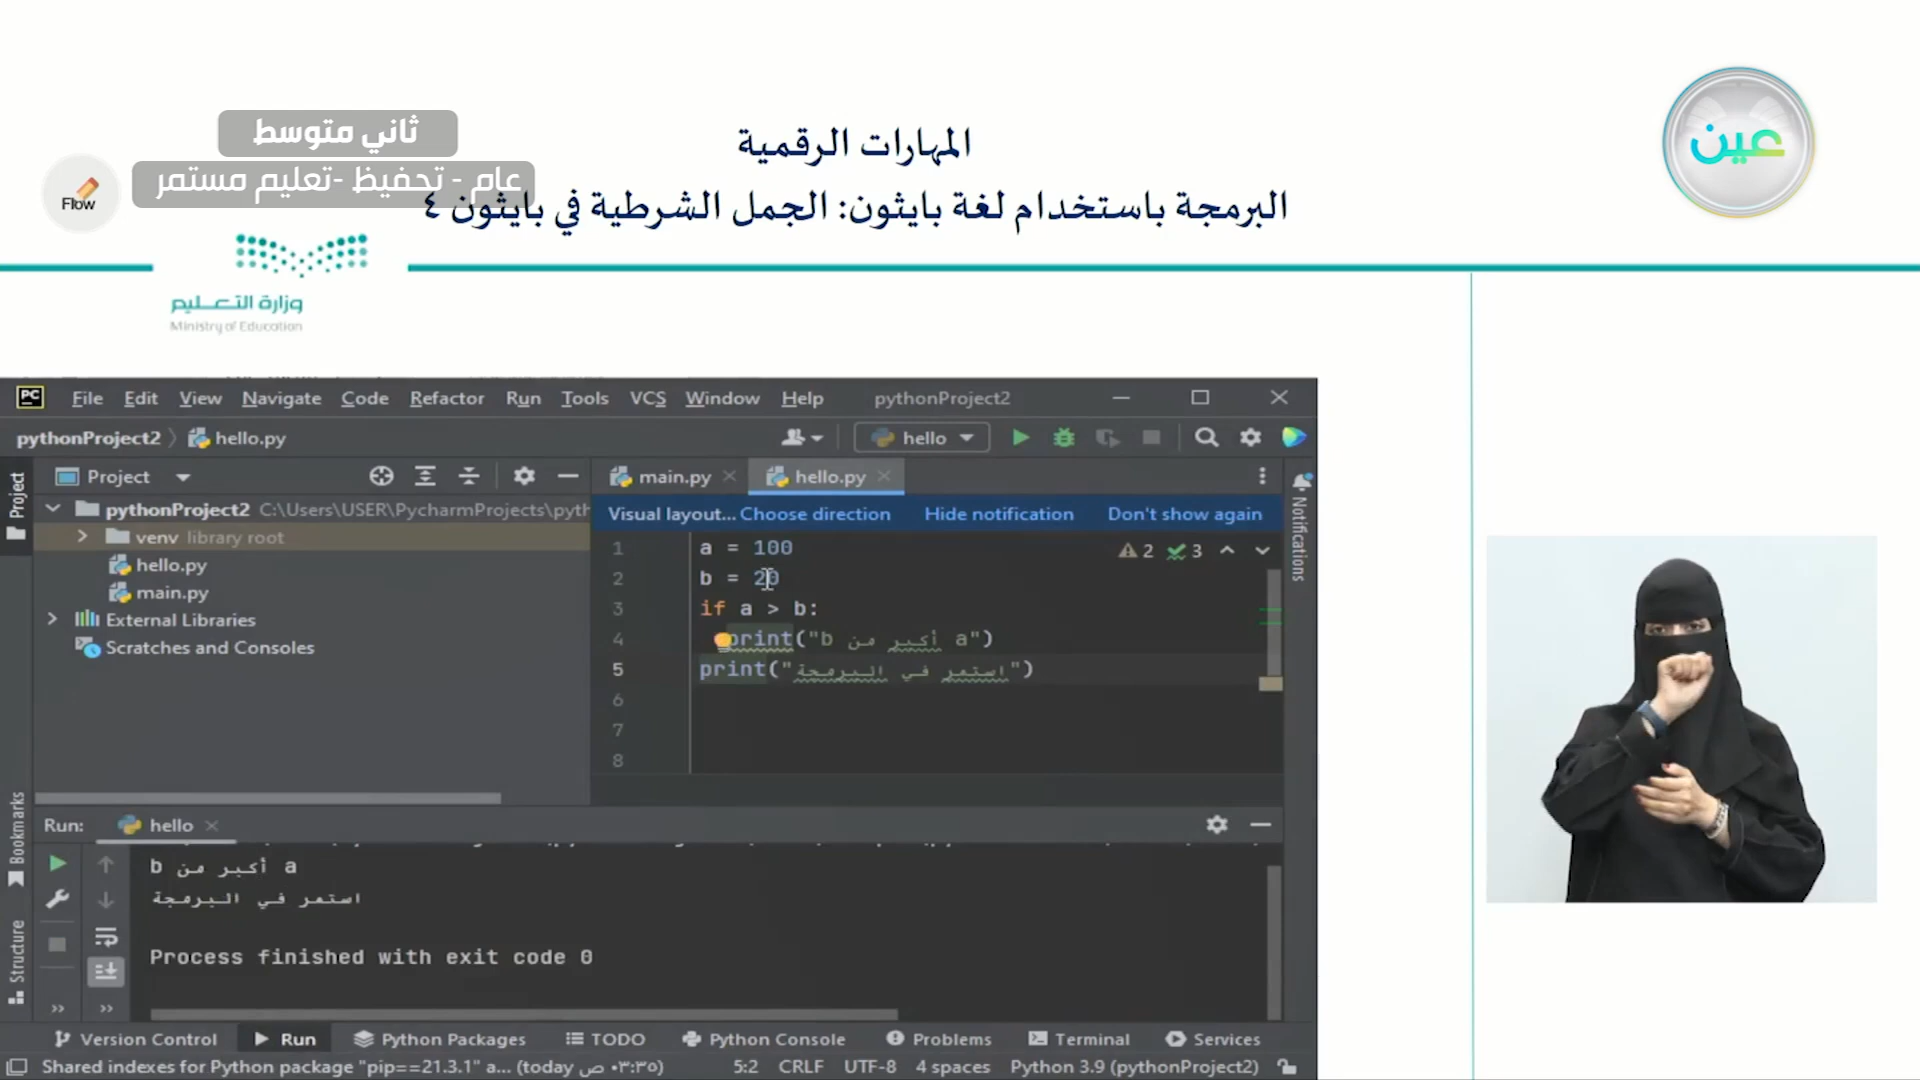 المهارات الرقمية
البرمجة باستخدام لغة بايثون: الجمل الشرطية في بايثون ٤
ثاني متوسط
عام - تحفيظ -تعليم مستمر
Flow
عين
وزارة التعليم
Ministry of Education
PC File Edit View Navigate Code Refactor Run Tools VCS Window Help pythonProject2
pythonProject2 hello.py hello
Project main.py hello.py
pythonProject2 C:\Users\USER\PycharmProjects\pyth
venv library root
hello.py
main.py
External Libraries
Scratches and Consoles
Visual layout... Choose direction Hide notification Don't show again
1 a = 100
2 b = 20
3 if a > b:
4 print("b أكبر من a")
5 print("استمر في البرمجة")
6
7
8
2 3
Project
Notifications
Bookmarks
Structure
Run: hello
b أكبر من a
استمر في البرمجة
Process finished with exit code 0
Version Control Run Python Packages TODO Python Console Problems Terminal Services
Shared indexes for Python package "pip==21.3.1" a... (today ص ٠٣:٣٥) 5:2 CRLF UTF-8 4 spaces Python 3.9 (pythonProject2)